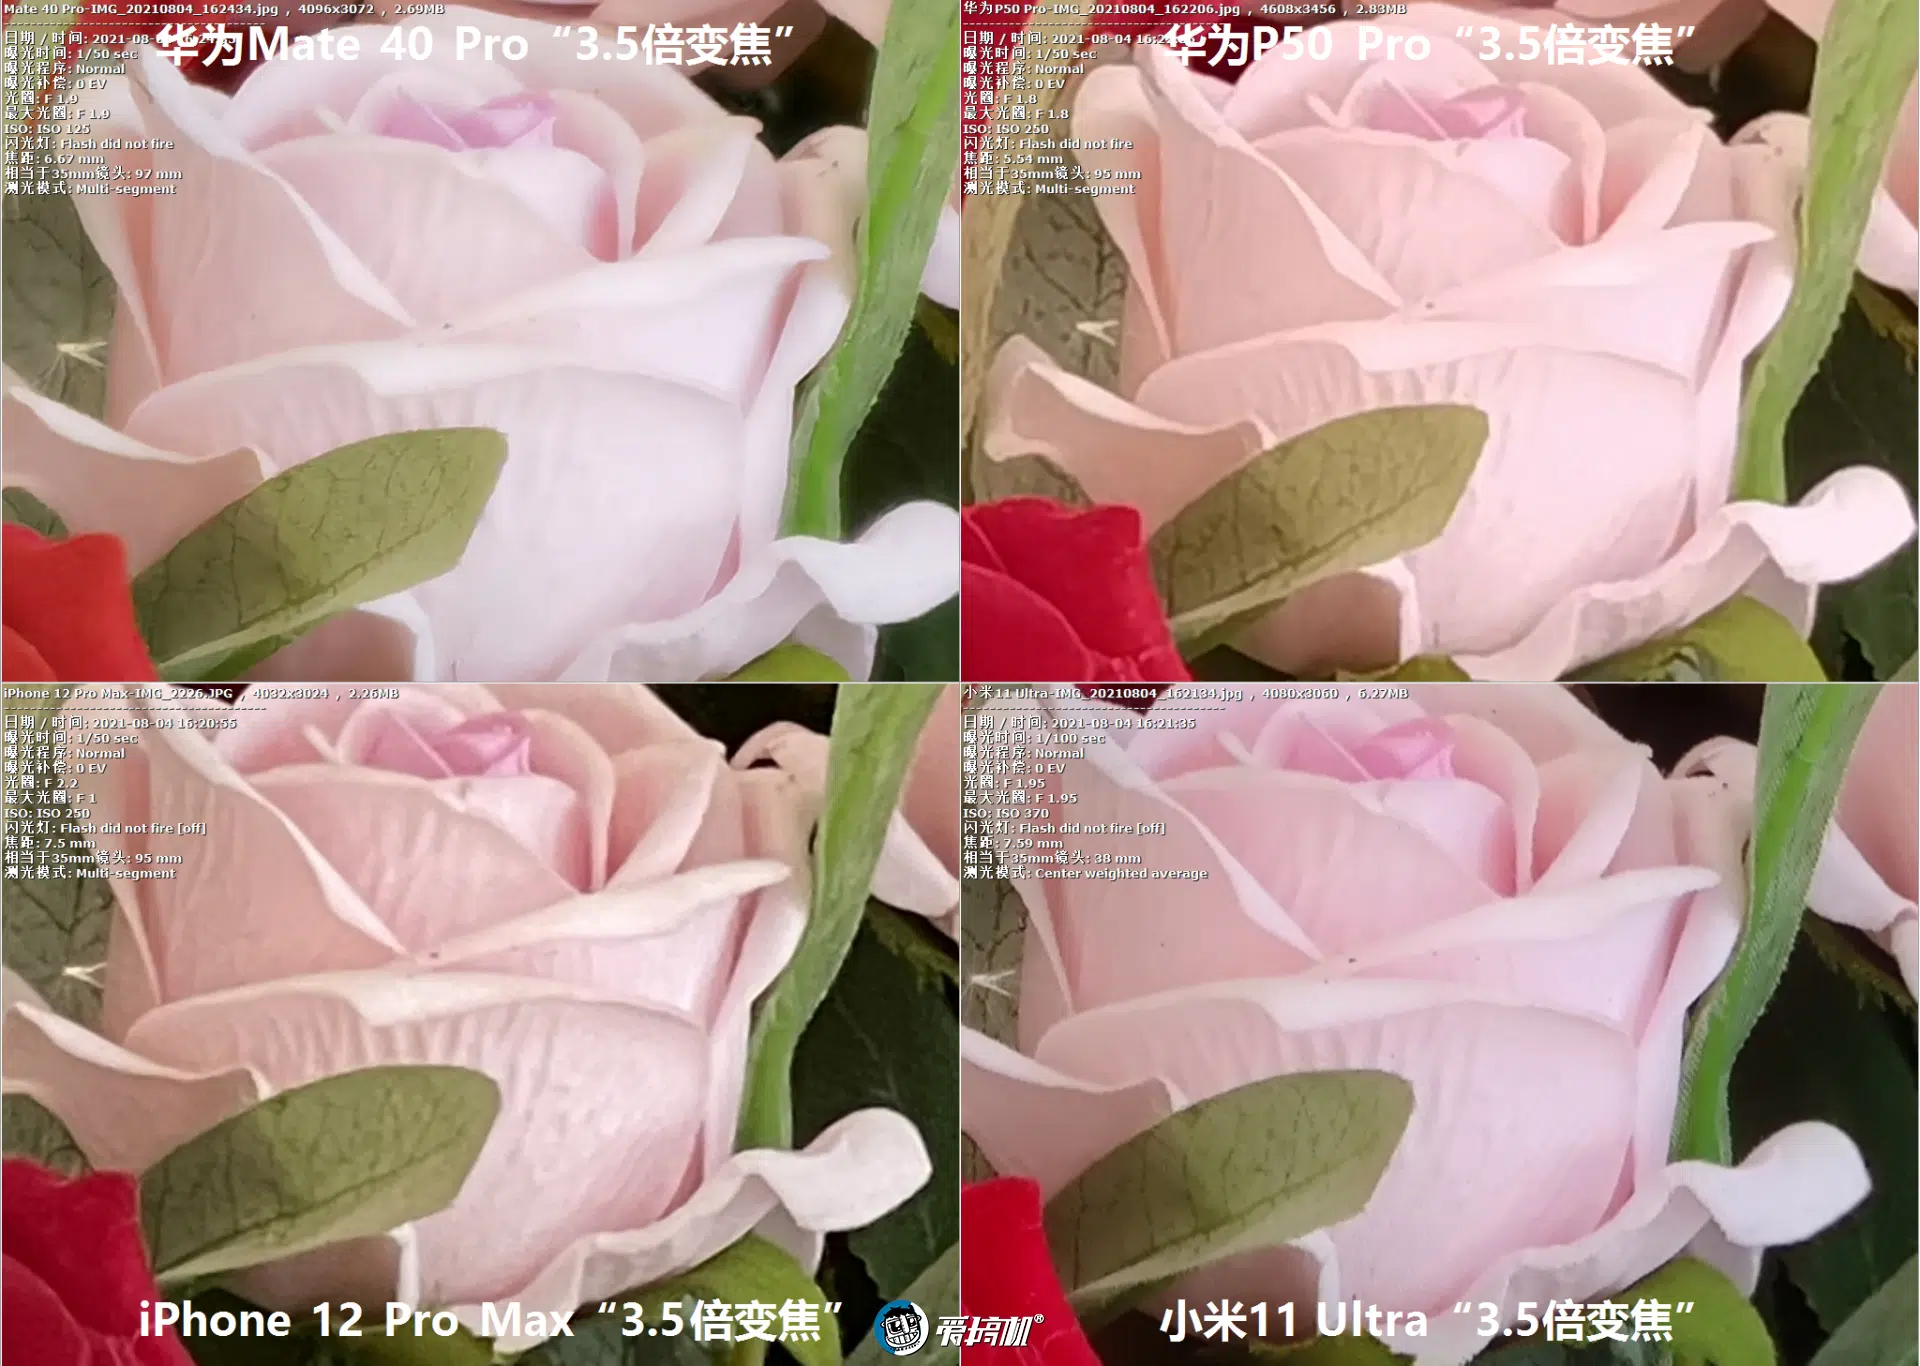 Mate 40 Pro-IMG_20210804_162434.jpg , 4096x3072 , 2.69MB
华为Mate 40 Pro“3.5倍变焦”
日期 / 时间: 2021-08-
曝光时间: 1/50 sec
曝光程序: Normal
曝光补偿: 0 EV
光圈: F 1.9
最大光圈: F 1.9
ISO: ISO 125
闪光灯: Flash did not fire
焦距: 6.67 mm
相当于35mm镜头: 97 mm
测光模式: Multi-segment
华为P50 Pro-IMG_20210804_162206.jpg , 4608x3456 , 2.83MB
华为P50 Pro“3.5倍变焦”
日期 / 时间: 2021-08-04 16:2
曝光时间: 1/50 sec
曝光程序: Normal
曝光补偿: 0 EV
光圈: F 1.8
最大光圈: F 1.8
ISO: ISO 250
闪光灯: Flash did not fire
焦距: 5.54 mm
相当于35mm镜头: 95 mm
测光模式: Multi-segment
iPhone 12 Pro Max-IMG_2226.JPG , 4032x3024 , 2.26MB
日期 / 时间: 2021-08-04 16:20:55
曝光时间: 1/50 sec
曝光程序: Normal
曝光补偿: 0 EV
光圈: F 2.2
最大光圈: F 1
ISO: ISO 250
闪光灯: Flash did not fire [off]
焦距: 7.5 mm
相当于35mm镜头: 95 mm
测光模式: Multi-segment
iPhone 12 Pro Max“3.5倍变焦”
小米11 Ultra-IMG_20210804_162134.jpg , 4080x3060 , 6.27MB
日期 / 时间: 2021-08-04 16:21:35
曝光时间: 1/100 sec
曝光程序: Normal
曝光补偿: 0 EV
光圈: F 1.95
最大光圈: F 1.95
ISO: ISO 370
闪光灯: Flash did not fire [off]
焦距: 7.59 mm
相当于35mm镜头: 38 mm
测光模式: Center weighted average
小米11 Ultra“3.5倍变焦”
爱搞机®